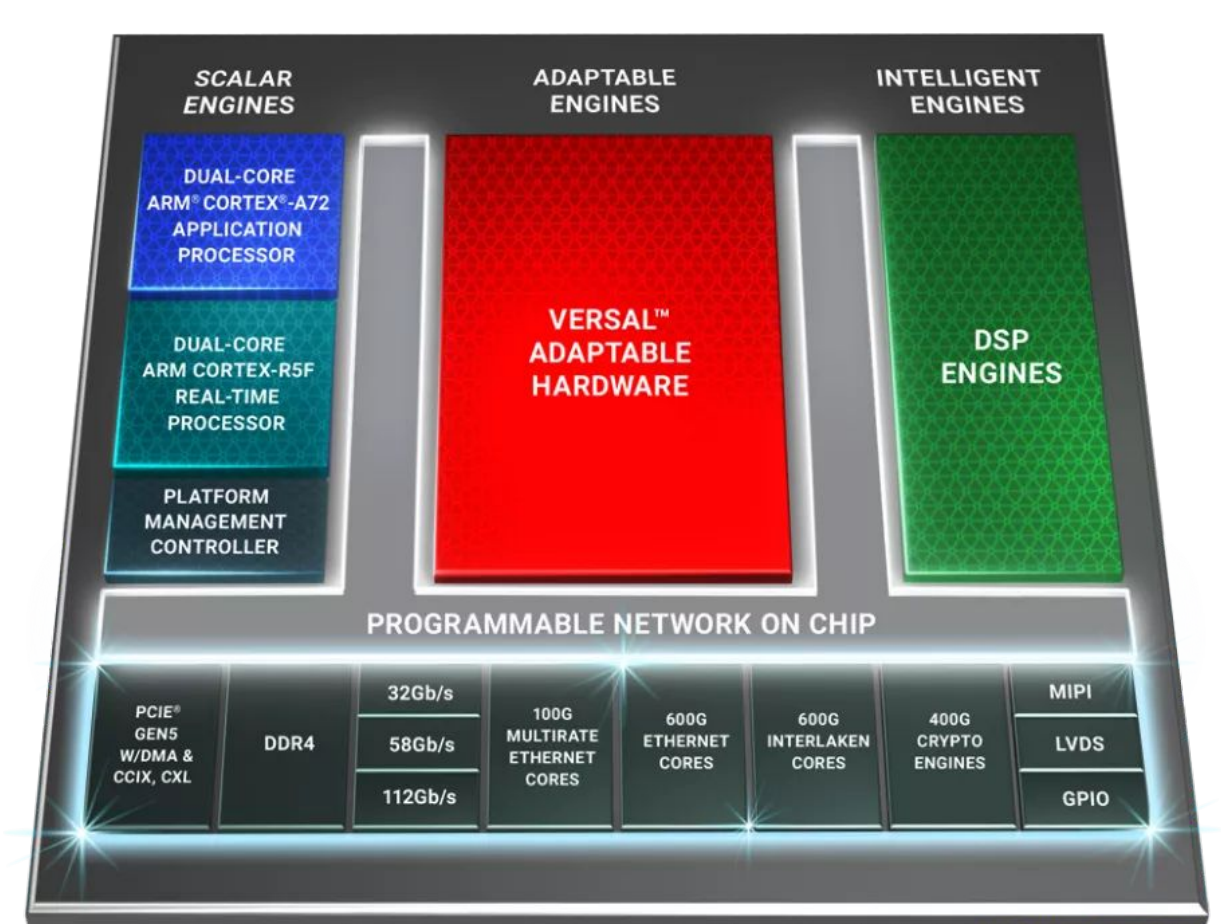 SCALAR
ENGINES
ADAPTABLE
ENGINES
INTELLIGENT
ENGINES
DUAL-CORE
ARM® CORTEX®-A72
APPLICATION
PROCESSOR
DUAL-CORE
ARM CORTEX-R5F
REAL-TIME
PROCESSOR
PLATFORM
MANAGEMENT
CONTROLLER
VERSAL™
ADAPTABLE
HARDWARE
DSP
ENGINES
PROGRAMMABLE NETWORK ON CHIP
PCIE®
GEN5
W/DMA &
CCIX, CXL
DDR4
32Gb/s
58Gb/s
112Gb/s
100G
MULTIRATE
ETHERNET
CORES
600G
ETHERNET
CORES
600G
INTERLAKEN
CORES
400G
CRYPTO
ENGINES
MIPI
LVDS
GPIO